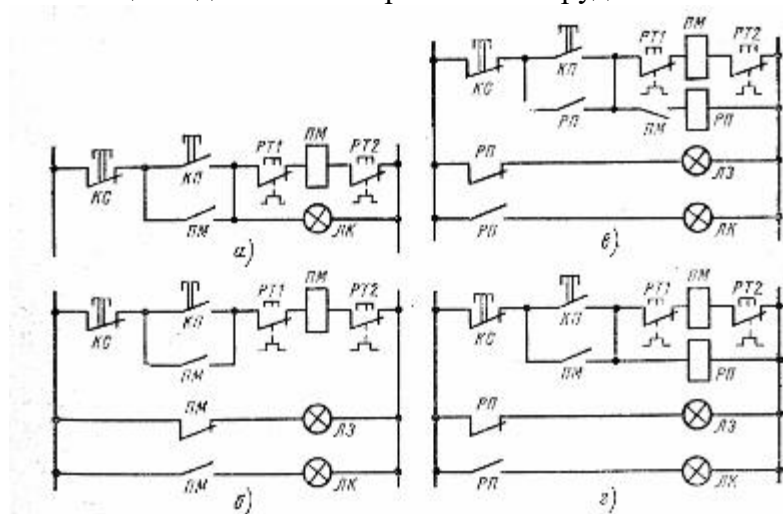 КС КП РТ1 ПМ РТ2
ПМ ЛК
а)
КС КП РТ1 ПМ РТ2
РП ПМ РП
РП ЛЗ
РП ЛК
в)
КС КП РТ1 ПМ РТ2
ПМ
ПМ ЛЗ
ПМ ЛК
б)
КС КП РТ1 ПМ РТ2
ПМ РП
РП ЛЗ
РП ЛК
г)